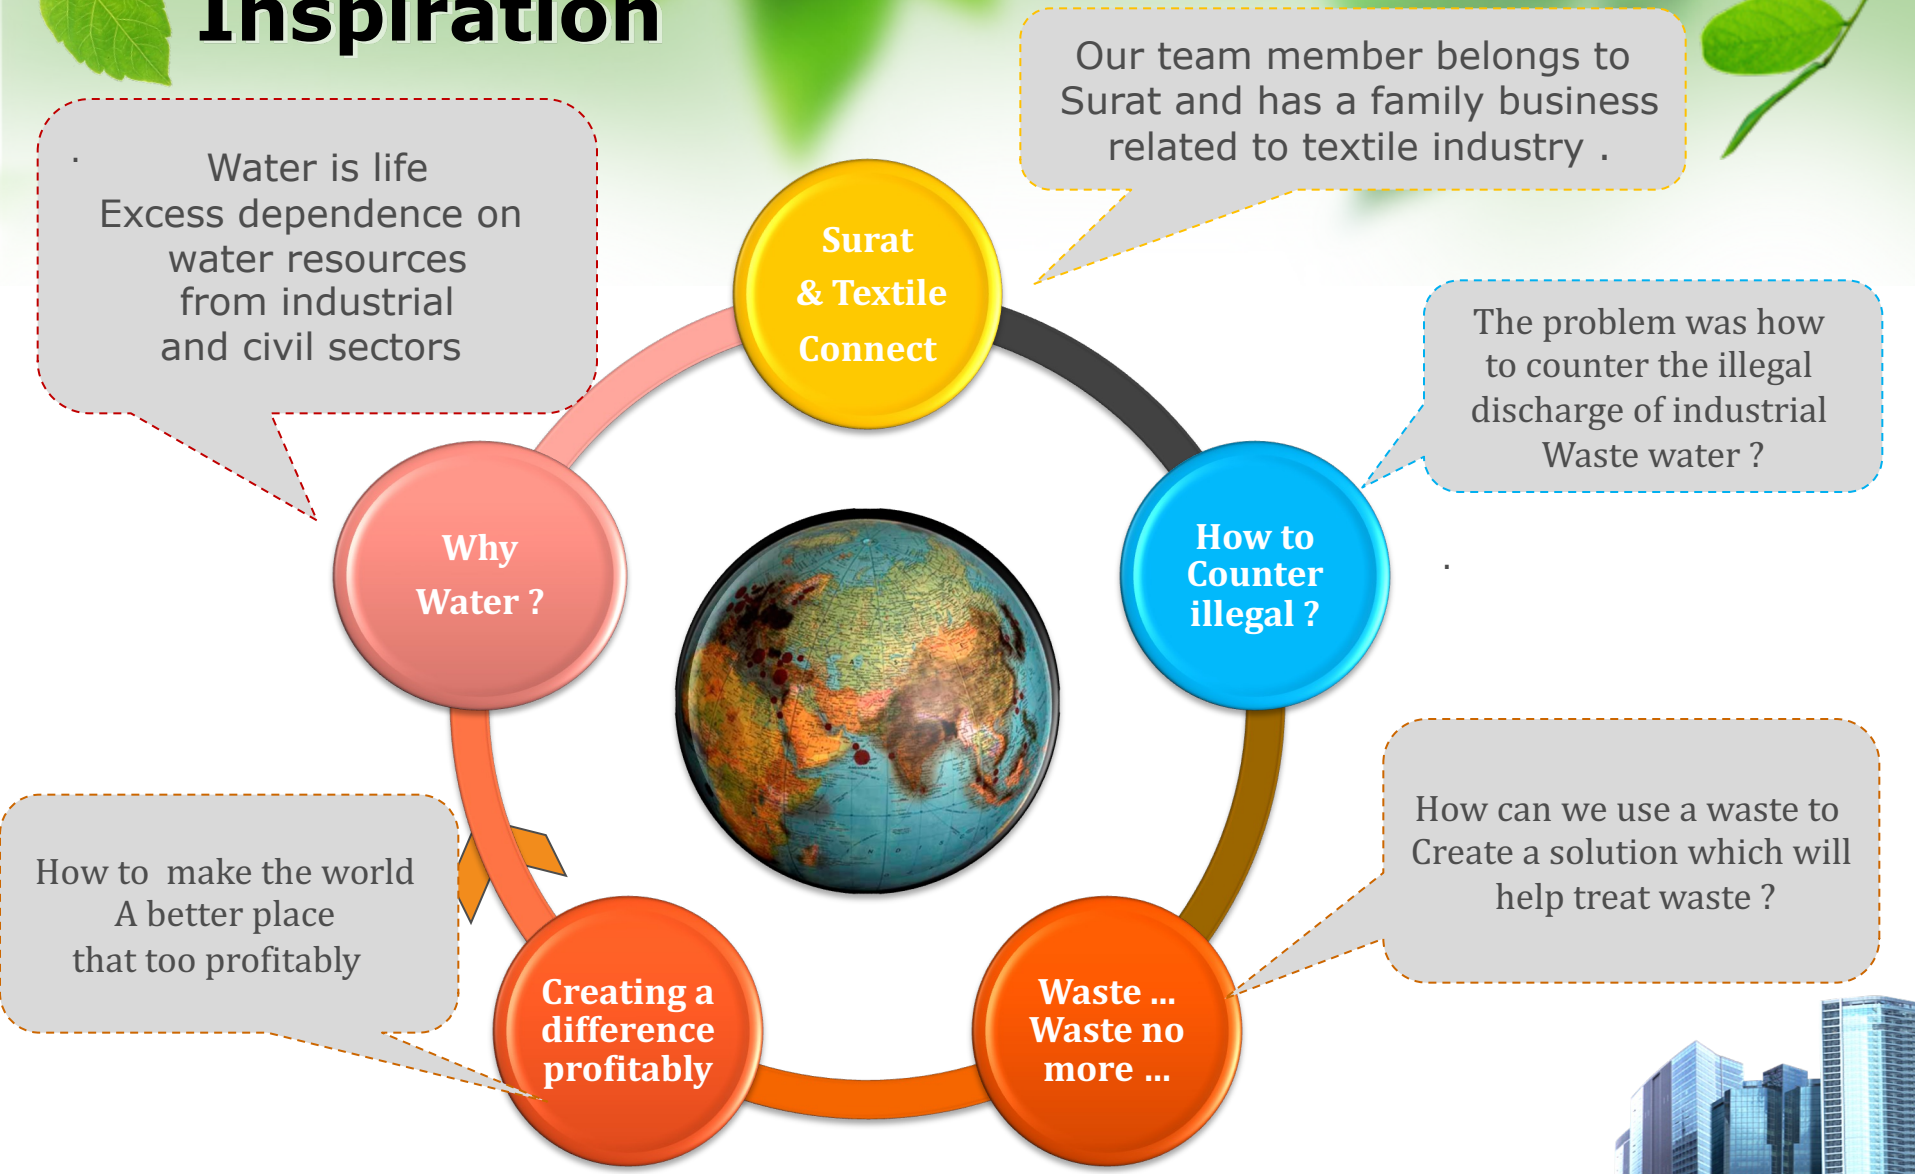 Inspiration
Our team member belongs to
Surat and has a family business
related to textile industry .
.
Water is life
Excess dependence on
water resources
from industrial
and civil sectors
Surat
& Textile
Connect
The problem was how
to counter the illegal
discharge of industrial
Waste water ?
Why
Water ?
How to
Counter
illegal ?
.
How can we use a waste to
Create a solution which will
help treat waste ?
How to  make the world
A better place
that too profitably
Creating a
difference
profitably
Waste ...
Waste no
more ...